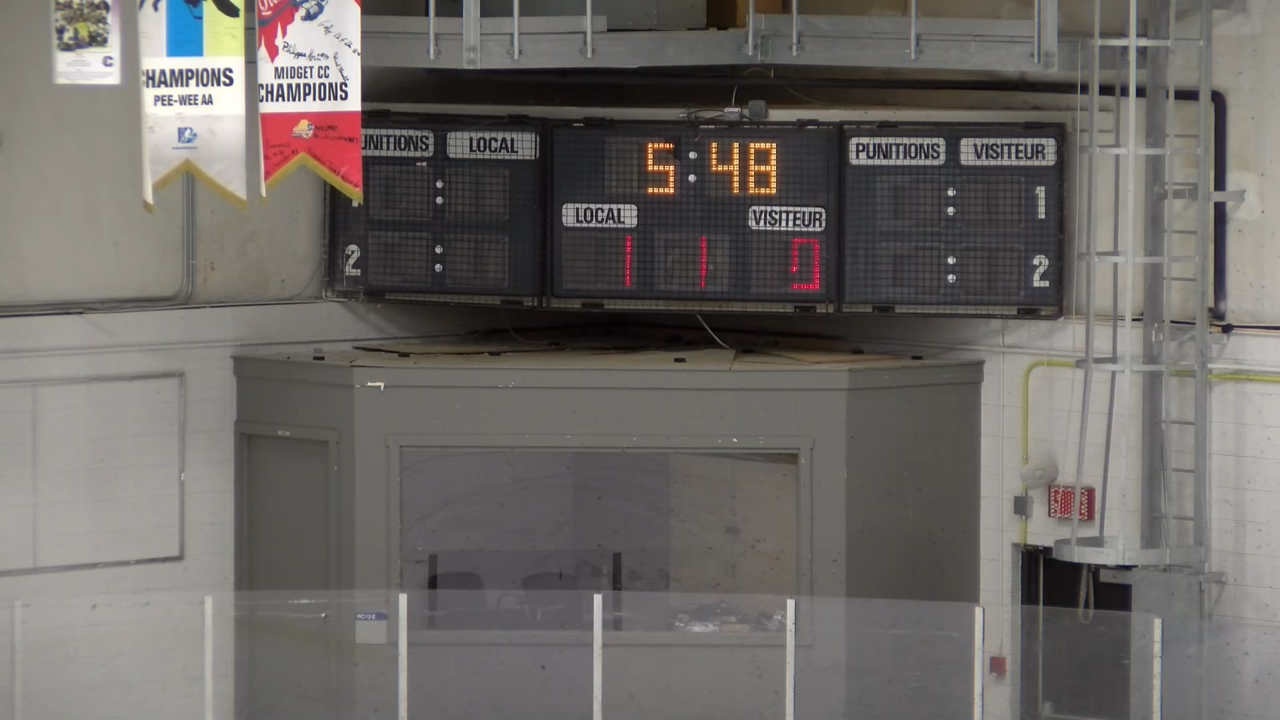 CHAMPIONS
PEE-WEE AA
MIDGET CC
CHAMPIONS
NITIONS LOCAL
2
5:48
LOCAL VISITEUR
1 1 0
PUNITIONS VISITEUR
1
2